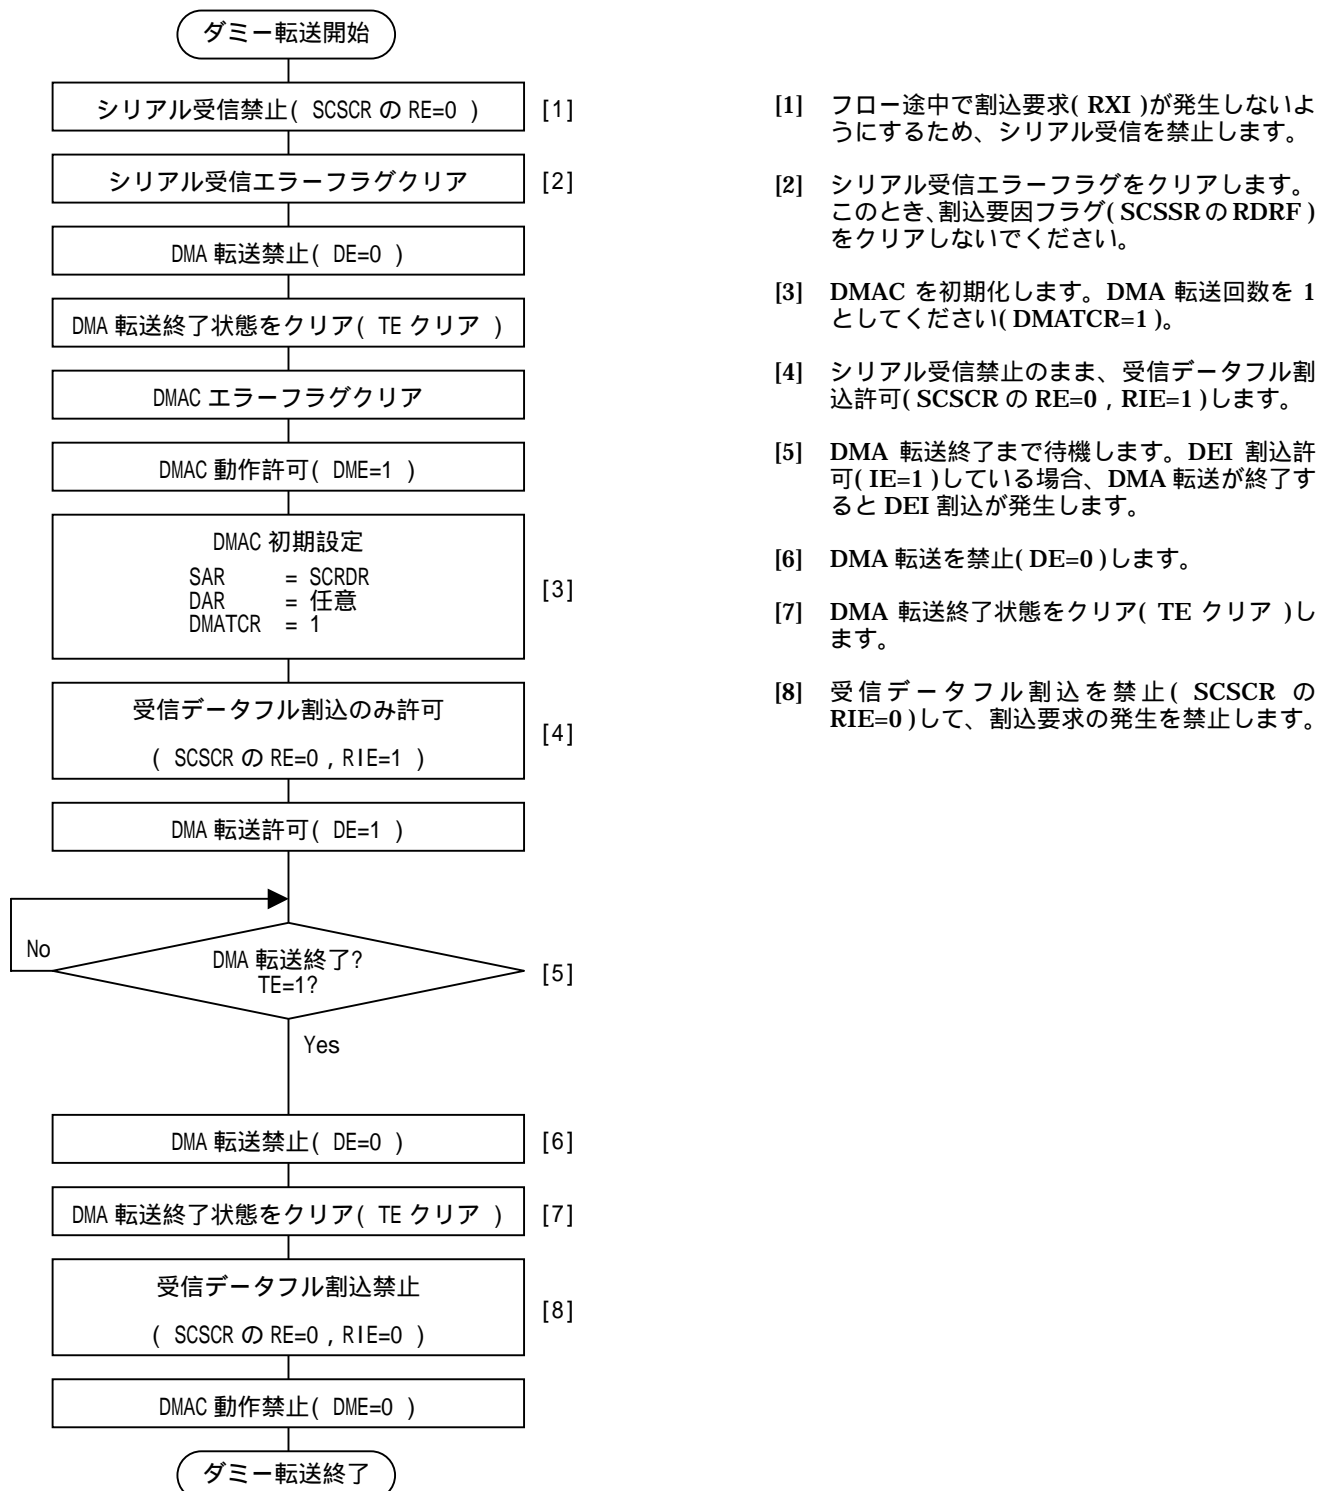 ダミー転送開始
シリアル受信禁止( SCSCR の RE=0 ) [1]
シリアル受信エラーフラグクリア [2]
DMA 転送禁止( DE=0 )
DMA 転送終了状態をクリア( TE クリア )
DMAC エラーフラグクリア
DMAC 動作許可( DME=1 )
DMAC 初期設定
SAR = SCRDR
DAR = 任意
DMATCR = 1
[3]
受信データフル割込のみ許可
( SCSCR の RE=0 , RIE=1 )
[4]
DMA 転送許可( DE=1 )
No
DMA 転送終了?
TE=1?
[5]
Yes
DMA 転送禁止( DE=0 ) [6]
DMA 転送終了状態をクリア( TE クリア ) [7]
受信データフル割込禁止
( SCSCR の RE=0 , RIE=0 )
[8]
DMAC 動作禁止( DME=0 )
ダミー転送終了
[1] フロー途中で割込要求( RXI )が発生しないよ
うにするため、シリアル受信を禁止します。
[2] シリアル受信エラーフラグをクリアします。
このとき、割込要因フラグ( SCSSR の RDRF )
をクリアしないでください。
[3] DMAC を初期化します。DMA 転送回数を 1
としてください( DMATCR=1 )。
[4] シリアル受信禁止のまま、受信データフル割
込許可( SCSCR の RE=0 , RIE=1 )します。
[5] DMA 転送終了まで待機します。DEI 割込許
可( IE=1 )している場合、DMA 転送が終了す
ると DEI 割込が発生します。
[6] DMA 転送を禁止( DE=0 )します。
[7] DMA 転送終了状態をクリア( TE クリア )し
ます。
[8] 受信データフル割込を禁止( SCSCR の
RIE=0 )して、割込要求の発生を禁止します。